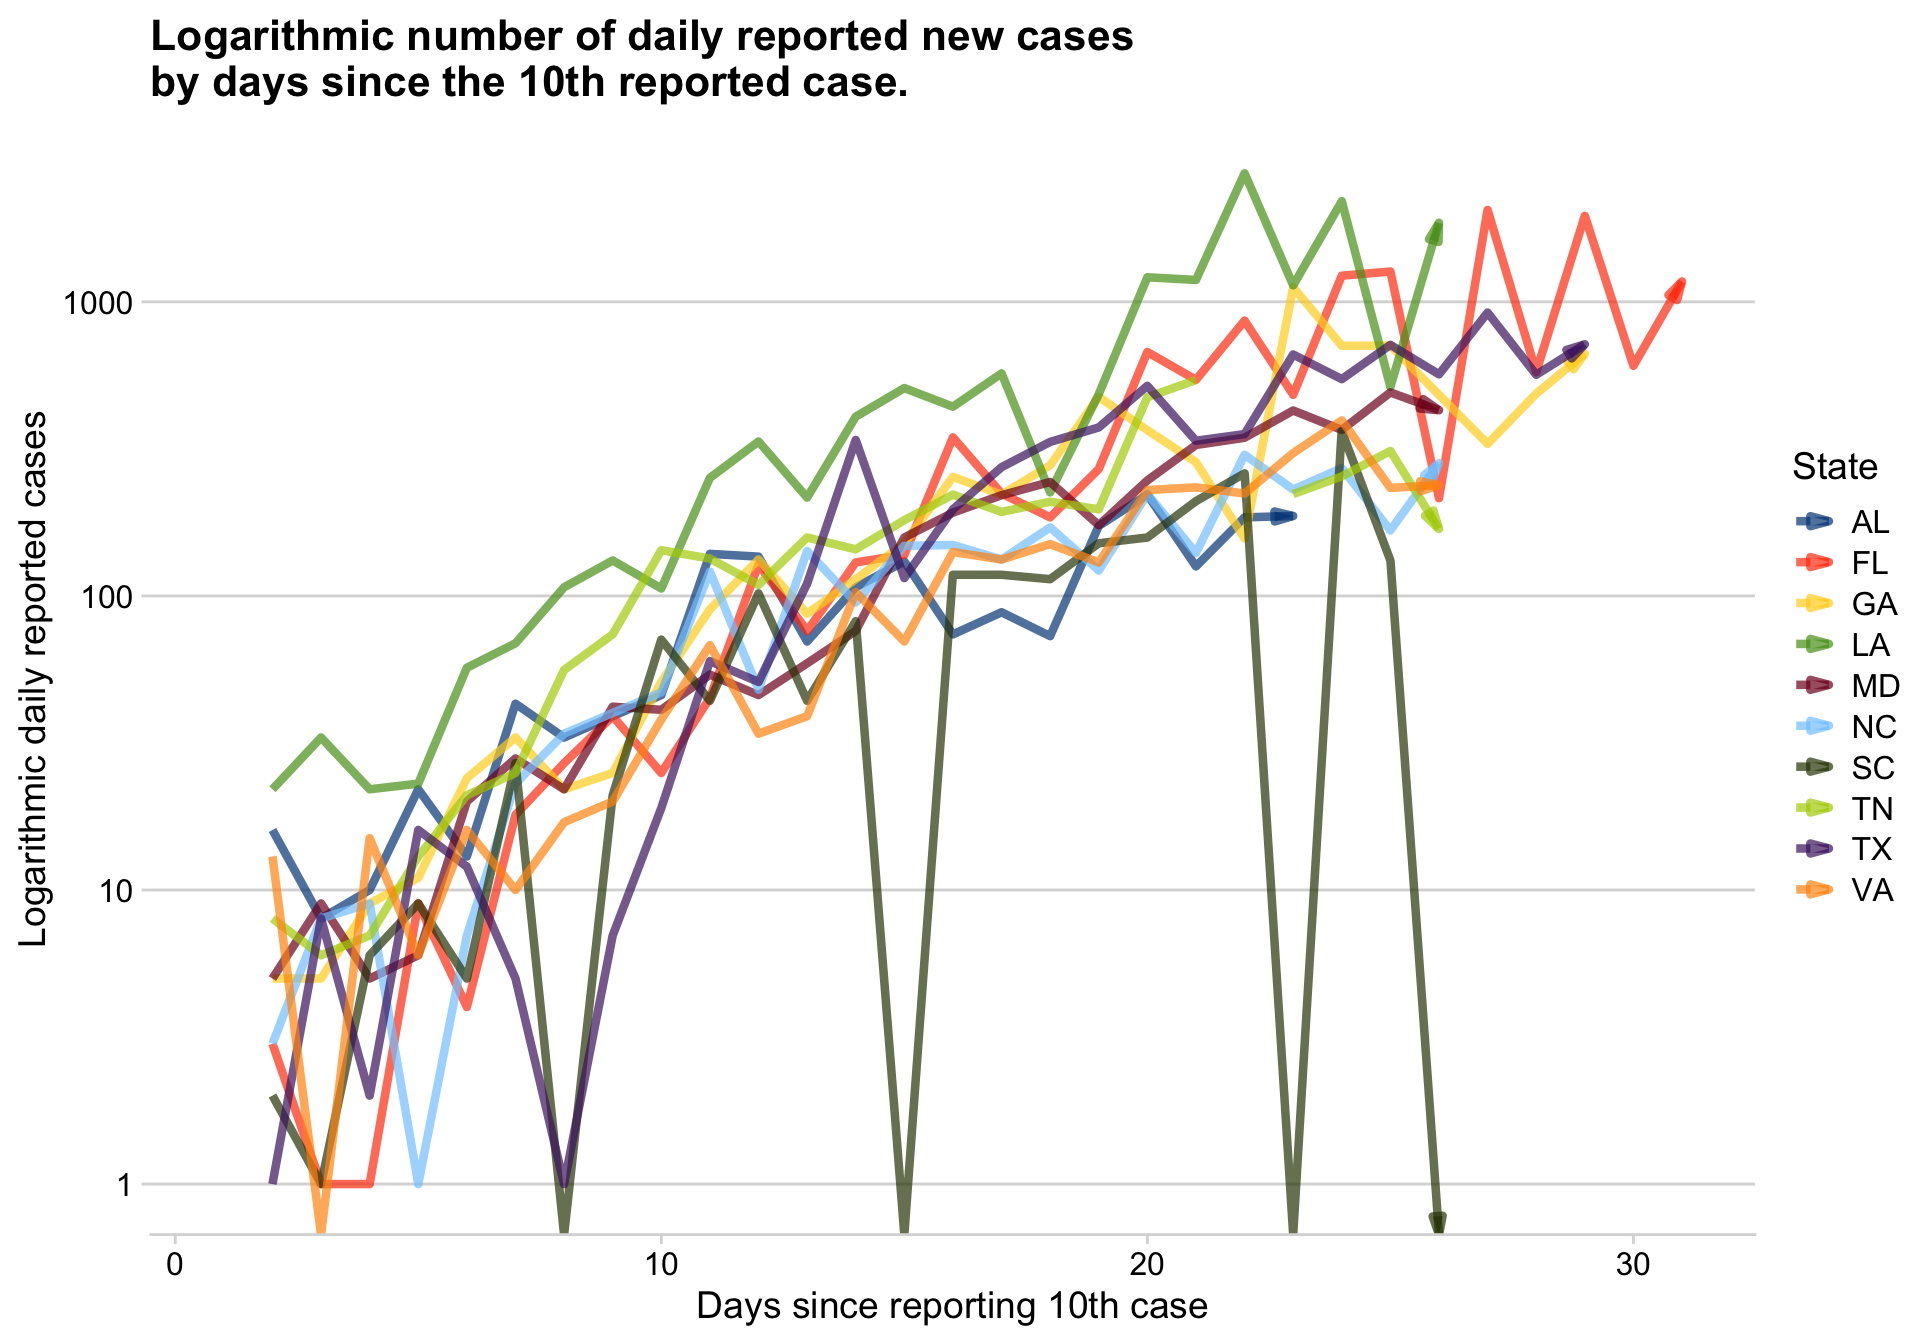 Logarithmic number of daily reported new cases
by days since the 10th reported case.
Logarithmic daily reported cases
1000
100
10
1
0
10
20
30
Days since reporting 10th case
State
AL
FL
GA
LA
MD
NC
SC
TN
TX
VA